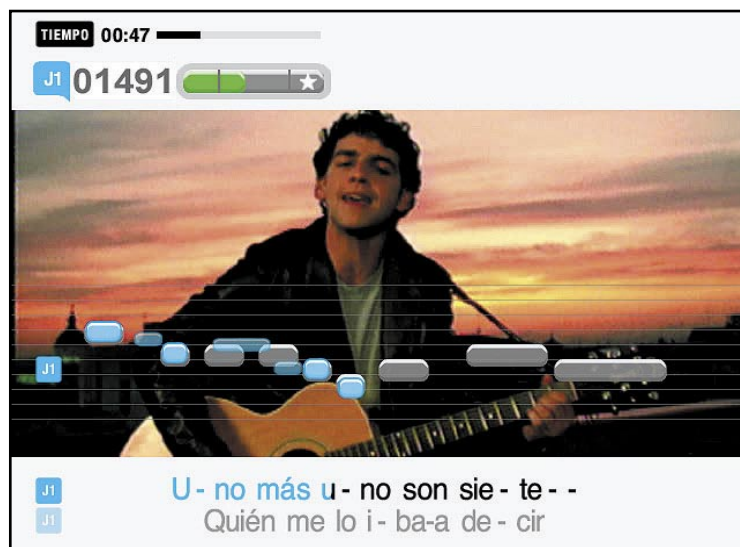 TIEMPO 00:47
J1 01491
J1
J1 U - no más u - no son sie - te - -
J1 Quién me lo i - ba-a de - cir